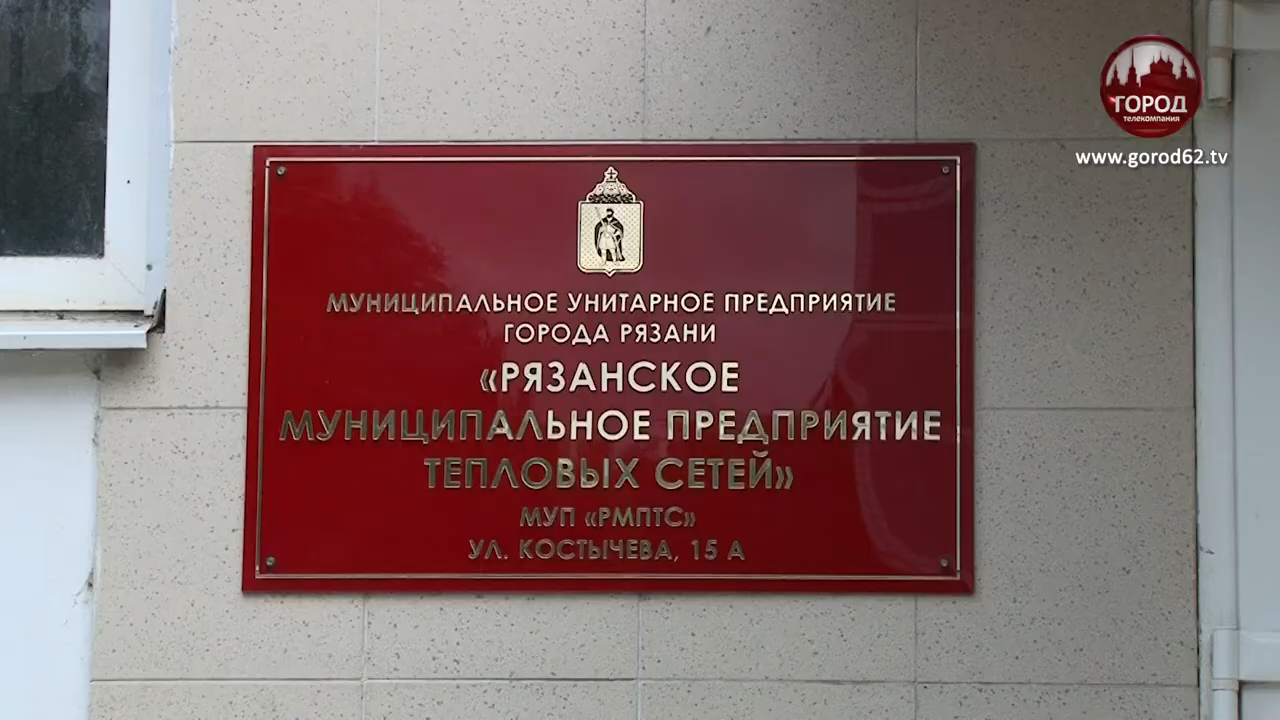 ГОРОД
телекомпания
www.gorod62.tv
МУНИЦИПАЛЬНОЕ УНИТАРНОЕ ПРЕДПРИЯТИЕ
ГОРОДА РЯЗАНИ
«РЯЗАНСКОЕ
МУНИЦИПАЛЬНОЕ ПРЕДПРИЯТИЕ
ТЕПЛОВЫХ СЕТЕЙ»
МУП «РМПТС»
УЛ. КОСТЫЧЕВА, 15 А